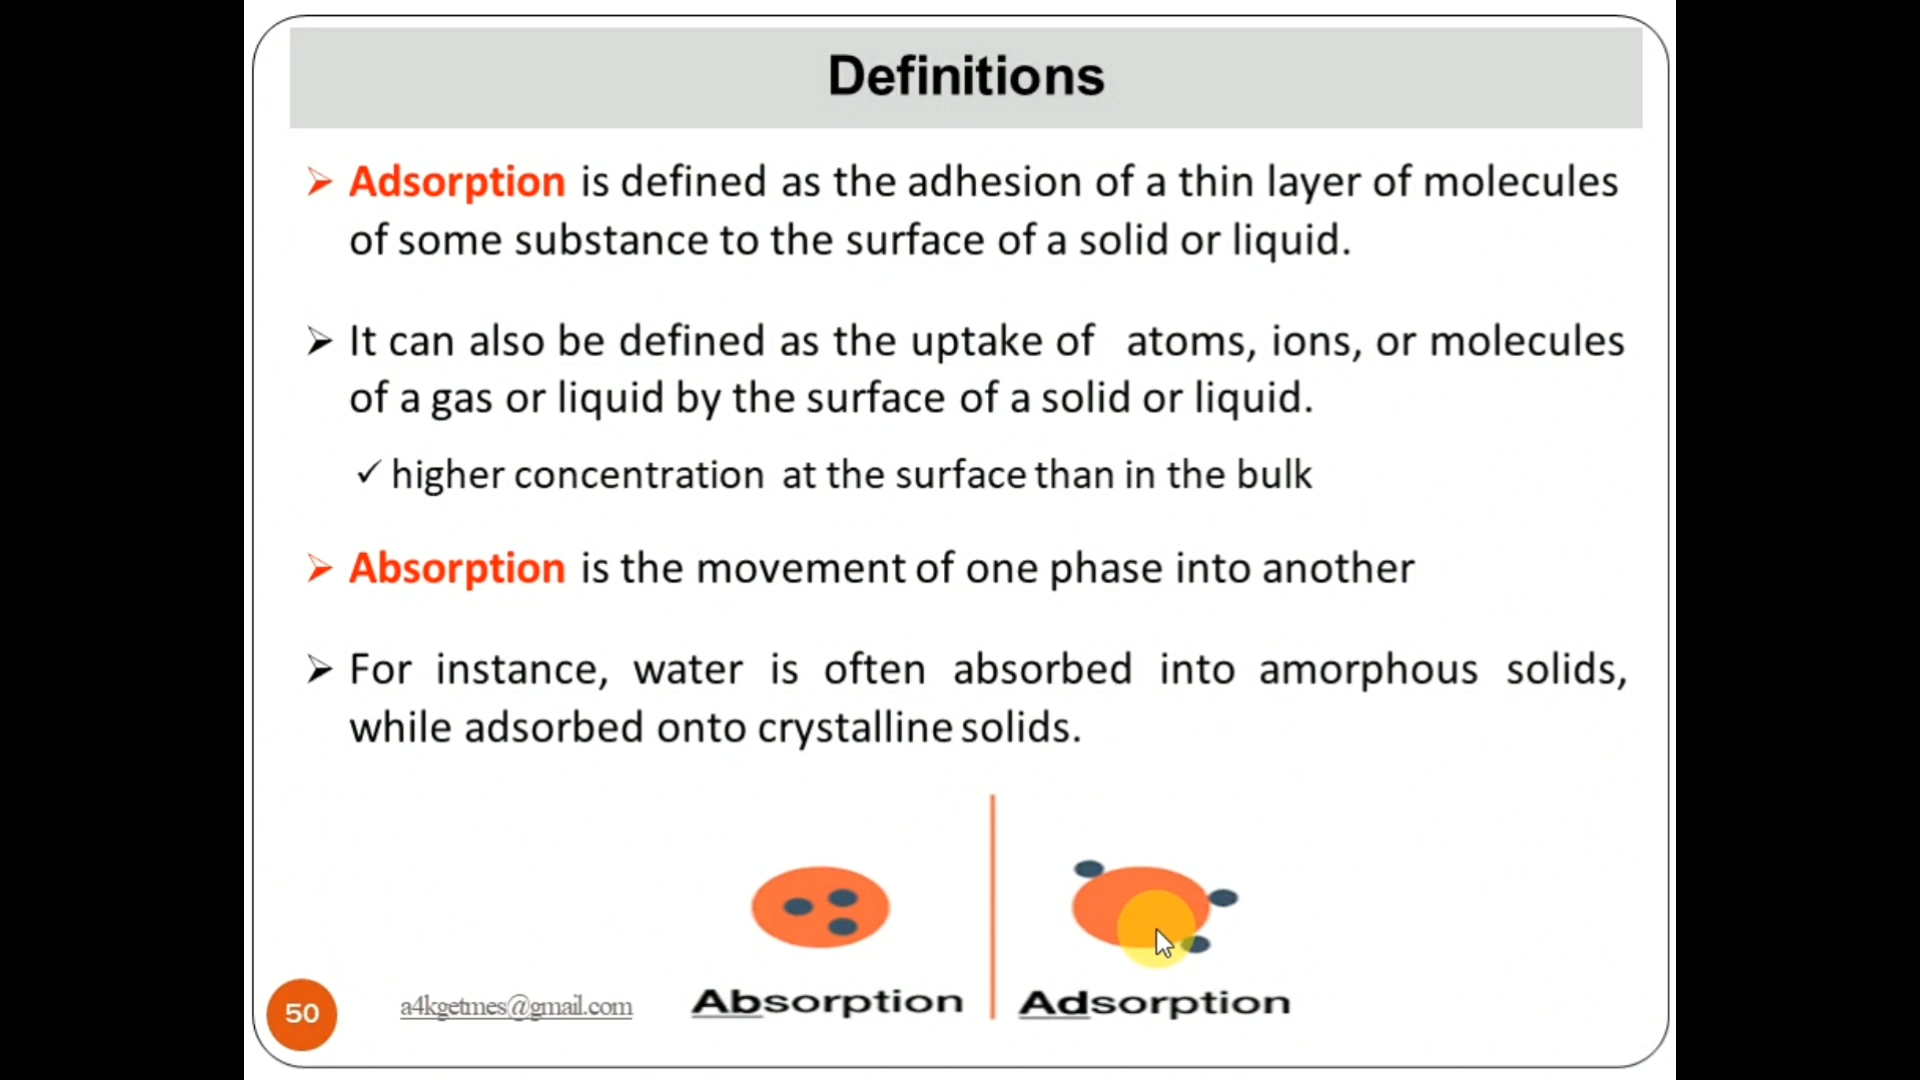 Definitions
➢ Adsorption is defined as the adhesion of a thin layer of molecules
of some substance to the surface of a solid or liquid.
➢ It can also be defined as the uptake of atoms, ions, or molecules
of a gas or liquid by the surface of a solid or liquid.
✓ higher concentration at the surface than in the bulk
➢ Absorption is the movement of one phase into another
➢ For instance, water is often absorbed into amorphous solids,
while adsorbed onto crystalline solids.
Absorption
Adsorption
50
a4kgetmes@gmail.com